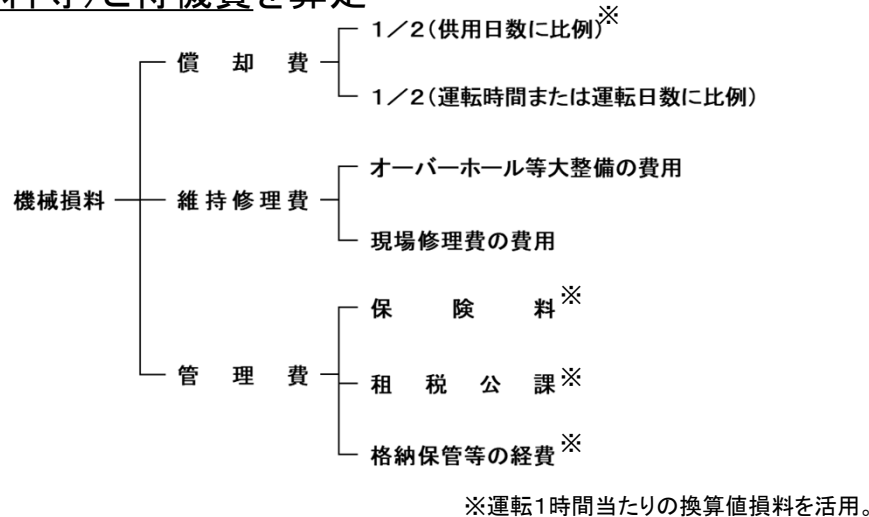 と待機費を算定
1/2(供用日数に比例)※
償却費
1/2(運転時間または運転日数に比例)
オーバーホール等大整備の費用
機械損料
維持修理費
現場修理費の費用
保険料※
管理費
租税公課※
格納保管等の経費※
※運転1時間当たりの換算値損料を活用。